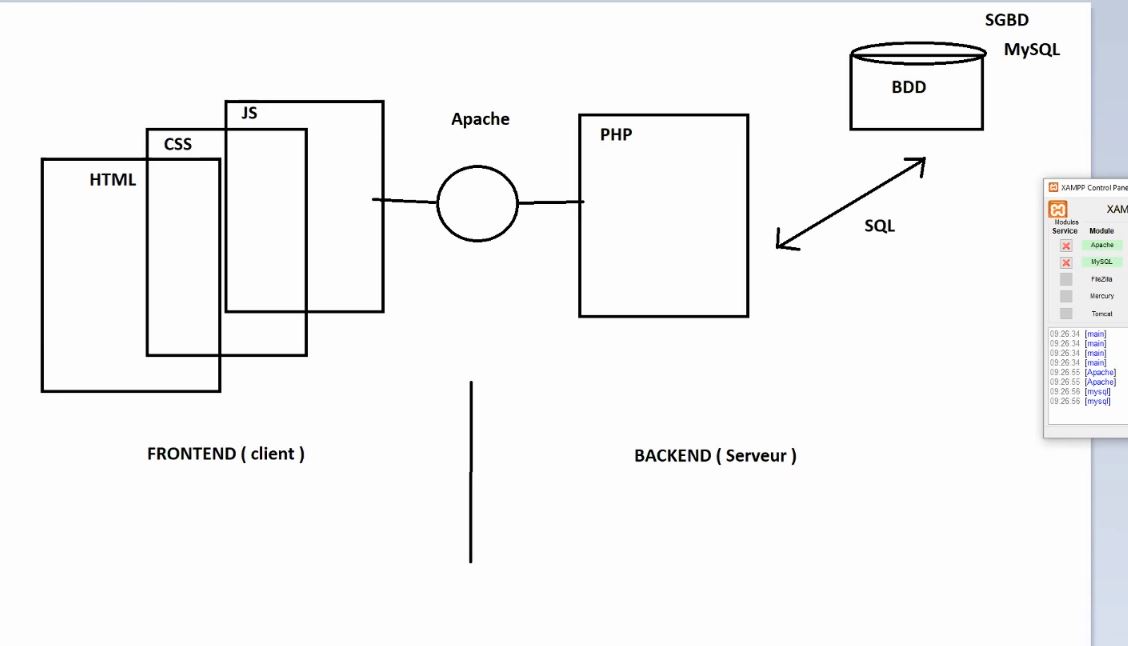 SGBD
MySQL
BDD
JS
Apache
CSS
PHP
HTML
SQL
FRONTEND ( client )
BACKEND ( Serveur )
XAMPP Control Pane
XAM
Modules
Service Module
Apache
MySQL
FileZilla
Mercury
Tomcat
09:26:34 [main]
09:26:34 [main]
09:26:34 [main]
09:26:34 [main]
09:26:55 [Apache]
09:26:55 [Apache]
09:26:56 [mysql]
09:26:56 [mysql]